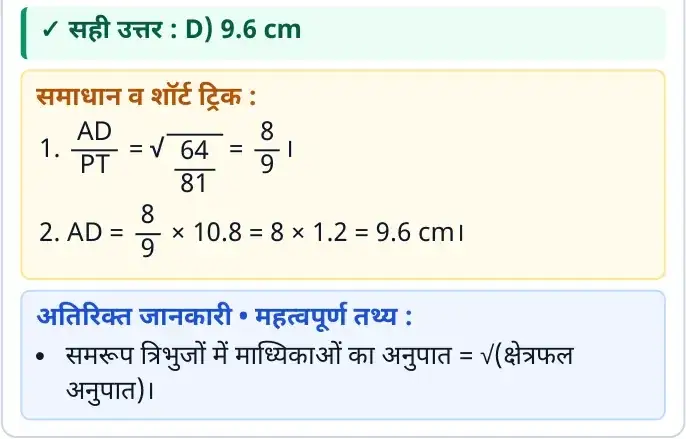 ✓ सही उत्तर : D) 9.6 cm
समाधान व शॉर्ट ट्रिक :
1. AD/PT = √64/81 = 8/9।
2. AD = 8/9 × 10.8 = 8 × 1.2 = 9.6 cm।
अतिरिक्त जानकारी • महत्वपूर्ण तथ्य :
• समरूप त्रिभुजों में माध्यिकाओं का अनुपात = √(क्षेत्रफल
अनुपात)।